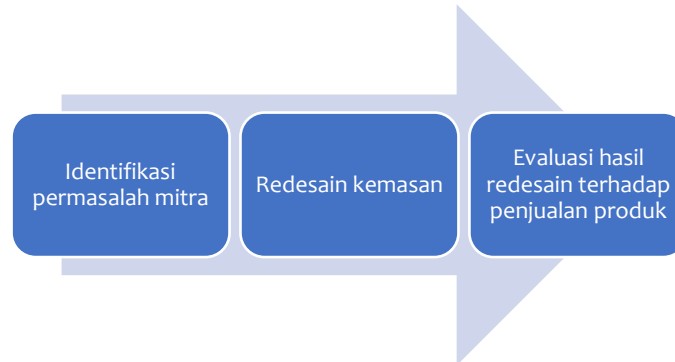 Identifikasi
permasalah mitra
Redesain kemasan
Evaluasi hasil
redesain terhadap
penjualan produk